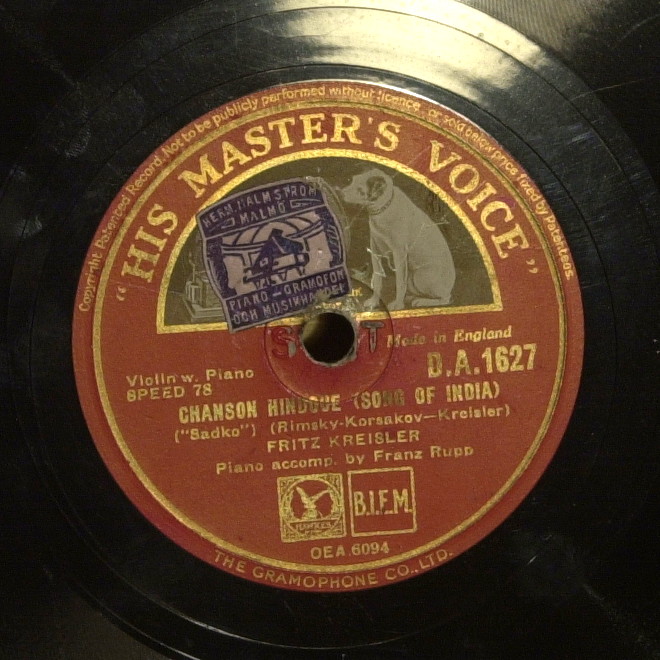 Copyright Patented Record. Not to be publicly performed without licence, or sold below price fixed by Patentees.
"HIS MASTER'S VOICE"
HERM. MALMSTRÖM
MALMÖ
PIANO-GRAMOFON
OCH MUSIKHANDEL
Made in England
Violin w. Piano
SPEED 78
D.A.1627
CHANSON HINDOUE (SONG OF INDIA)
("Sadko") (Rimsky-Korsakov—Kreisler)
FRITZ KREISLER
Piano accomp. by Franz Rupp
HAWKES
B.I.E.M.
OEA.6094
THE GRAMOPHONE CO., LTD.